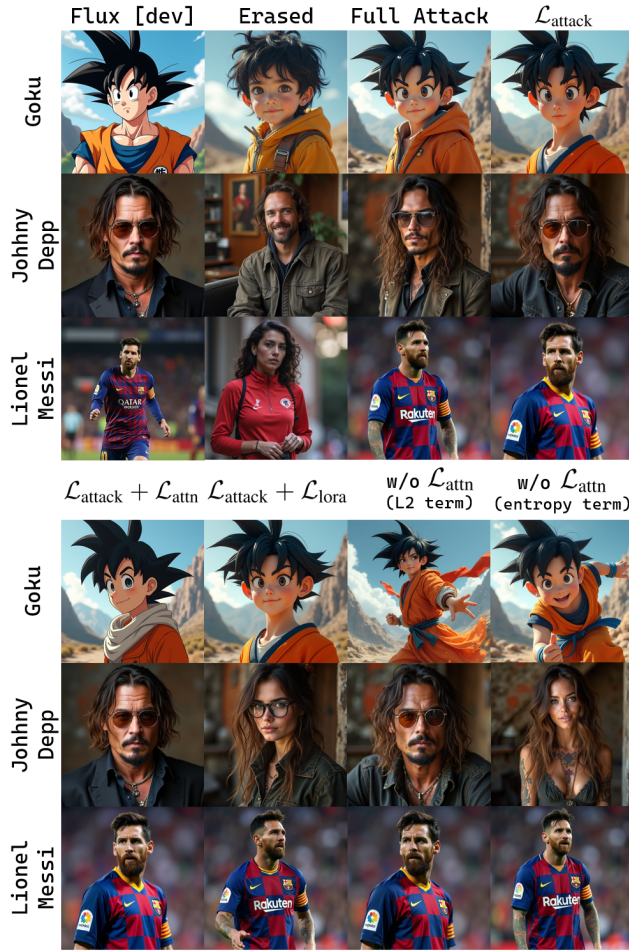 Flux [dev] Erased Full Attack ℒattack
Goku
Johhny
Depp
Lionel
Messi
QATAR
Rakuten
ℒattack + ℒattn ℒattack + ℒlora w/o ℒattn w/o ℒattn
(L2 term) (entropy term)
Goku
Johhny
Depp
Lionel
Messi
Rakuten
Rakuten